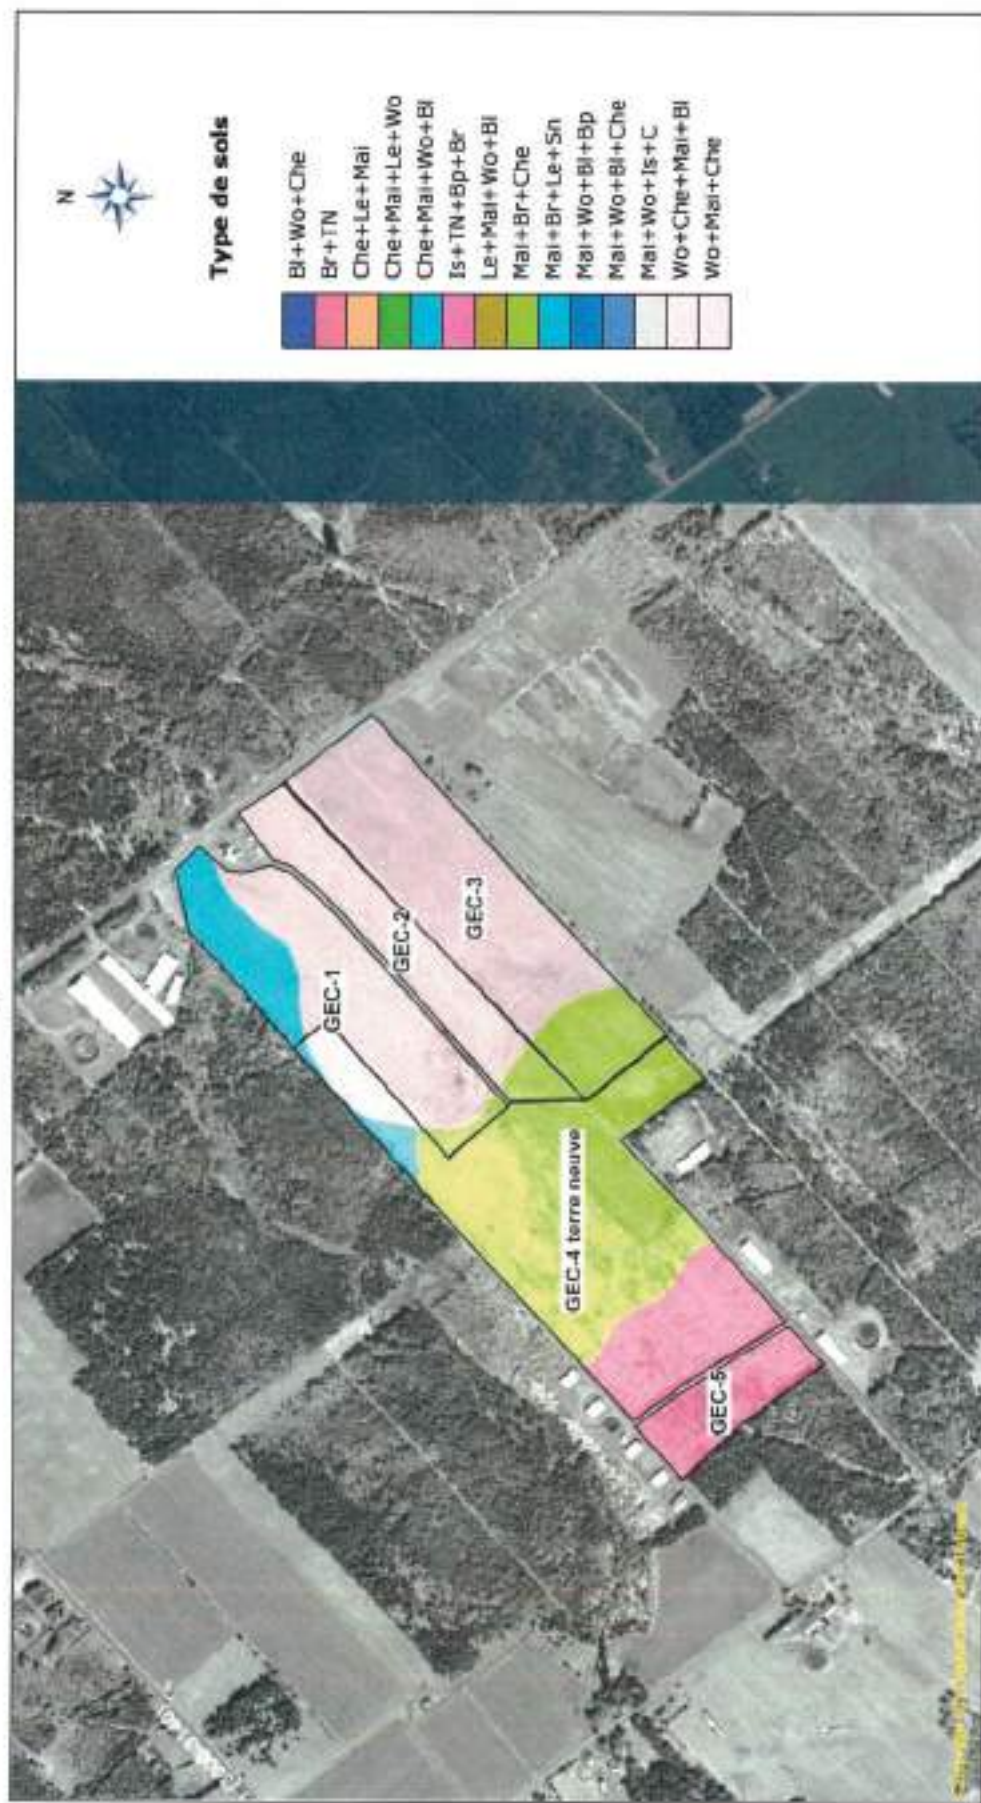 N
Type de sols
Bl+Wo+Che
Br+TN
Che+Le+Mai
Che+Mai+Le+Wo
Che+Mai+Wo+Bl
Is+TN+Bp+Br
Le+Mai+Wo+Bl
Mai+Br+Che
Mai+Br+Le+Sn
Mai+Wo+Bl+Bp
Mai+Wo+Bl+Che
Mai+Wo+Is+C
Wo+Che+Mai+Bl
Wo+Mai+Che
GEC-1
GEC-2
GEC-3
GEC-4 terre neuve
GEC-5